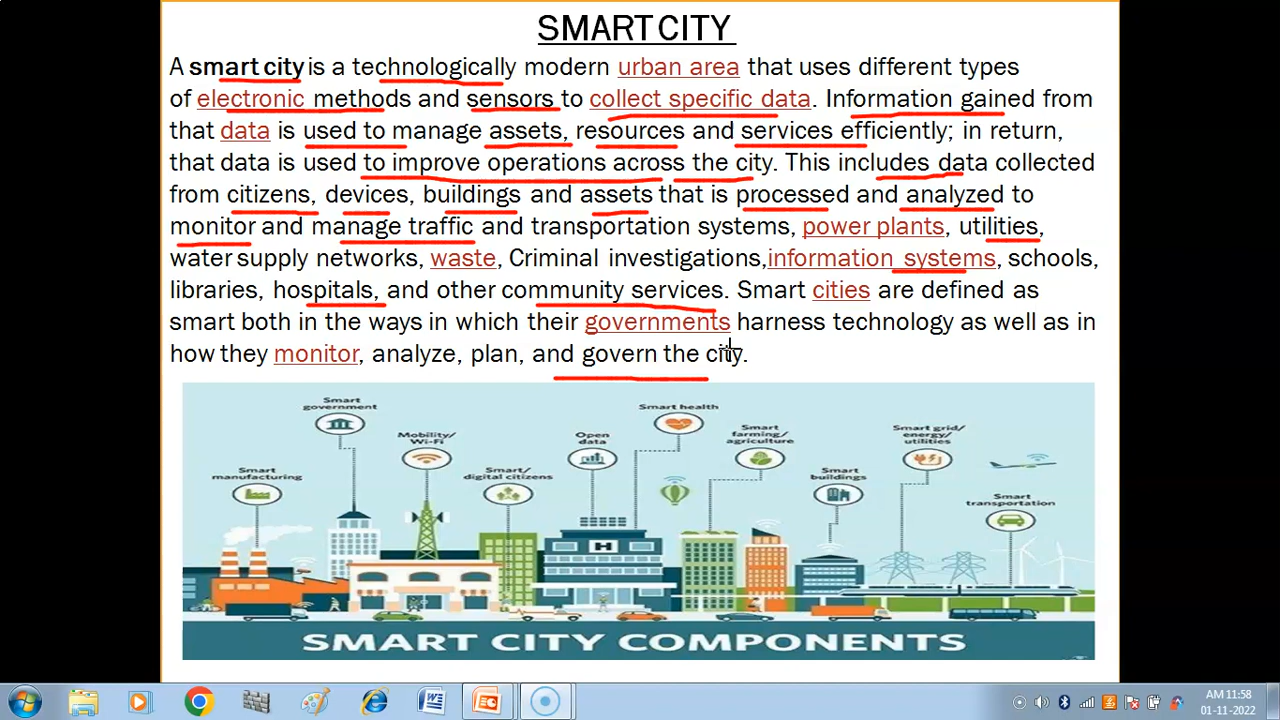 SMART CITY
A smart city is a technologically modern urban area that uses different types
of electronic methods and sensors to collect specific data. Information gained from
that data is used to manage assets, resources and services efficiently; in return,
that data is used to improve operations across the city. This includes data collected
from citizens, devices, buildings and assets that is processed and analyzed to
monitor and manage traffic and transportation systems, power plants, utilities,
water supply networks, waste, Criminal investigations,information systems, schools,
libraries, hospitals, and other community services. Smart cities are defined as
smart both in the ways in which their governments harness technology as well as in
how they monitor, analyze, plan, and govern the city.
Smart
government
Smart health
Mobility/
Wi-Fi
Open
data
Smart
farming/
agriculture
Smart grid/
energy/
utilities
Smart
manufacturing
Smart/
digital citizens
Smart
buildings
Smart
transportation
H
SMART CITY COMPONENTS
AM 11:58
01-11-2022